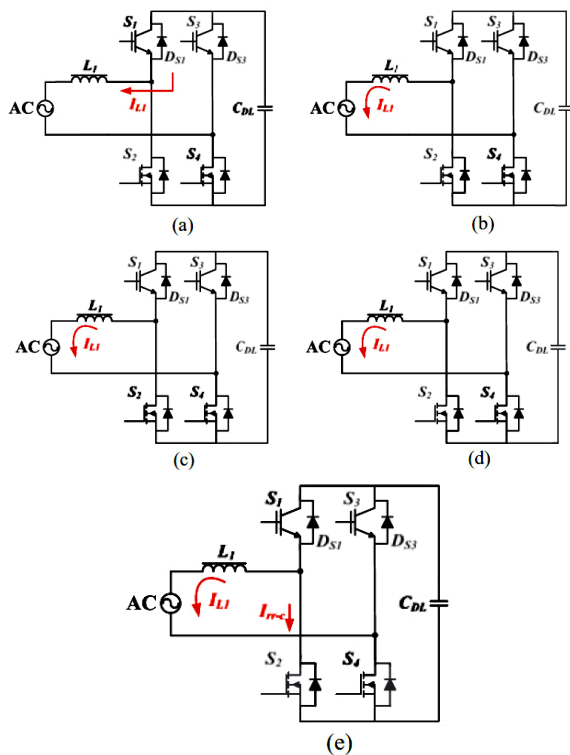 S1 S3
DS1 DS3
L1
IL1
AC
CDL
S2 S4
(a)
S1 S3
DS1 DS3
L1
IL1
AC
CDL
S2 S4
(b)
S1 S3
DS1 DS3
L1
IL1
AC
CDL
S2 S4
(c)
S1 S3
DS1 DS3
L1
IL1
AC
CDL
S2 S4
(d)
S1 S3
DS1 DS3
L1
IL1
AC
Irr-c
CDL
S2 S4
(e)